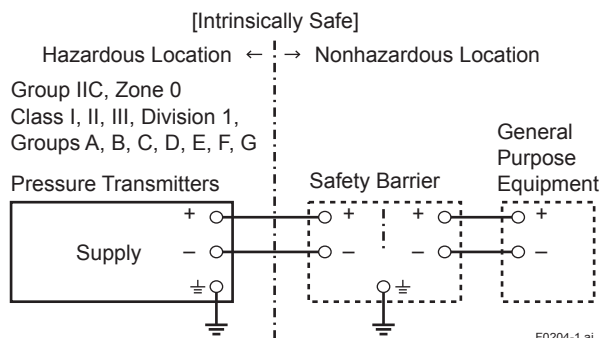 [Intrinsically Safe]
Hazardous Location ← → Nonhazardous Location
Group IIC, Zone 0
Class I, II, III, Division 1,
Groups A, B, C, D, E, F, G
General
Purpose
Equipment
Pressure Transmitters
Safety Barrier
Supply
+
–
+
–
+
–
+
–
F0204-1.ai